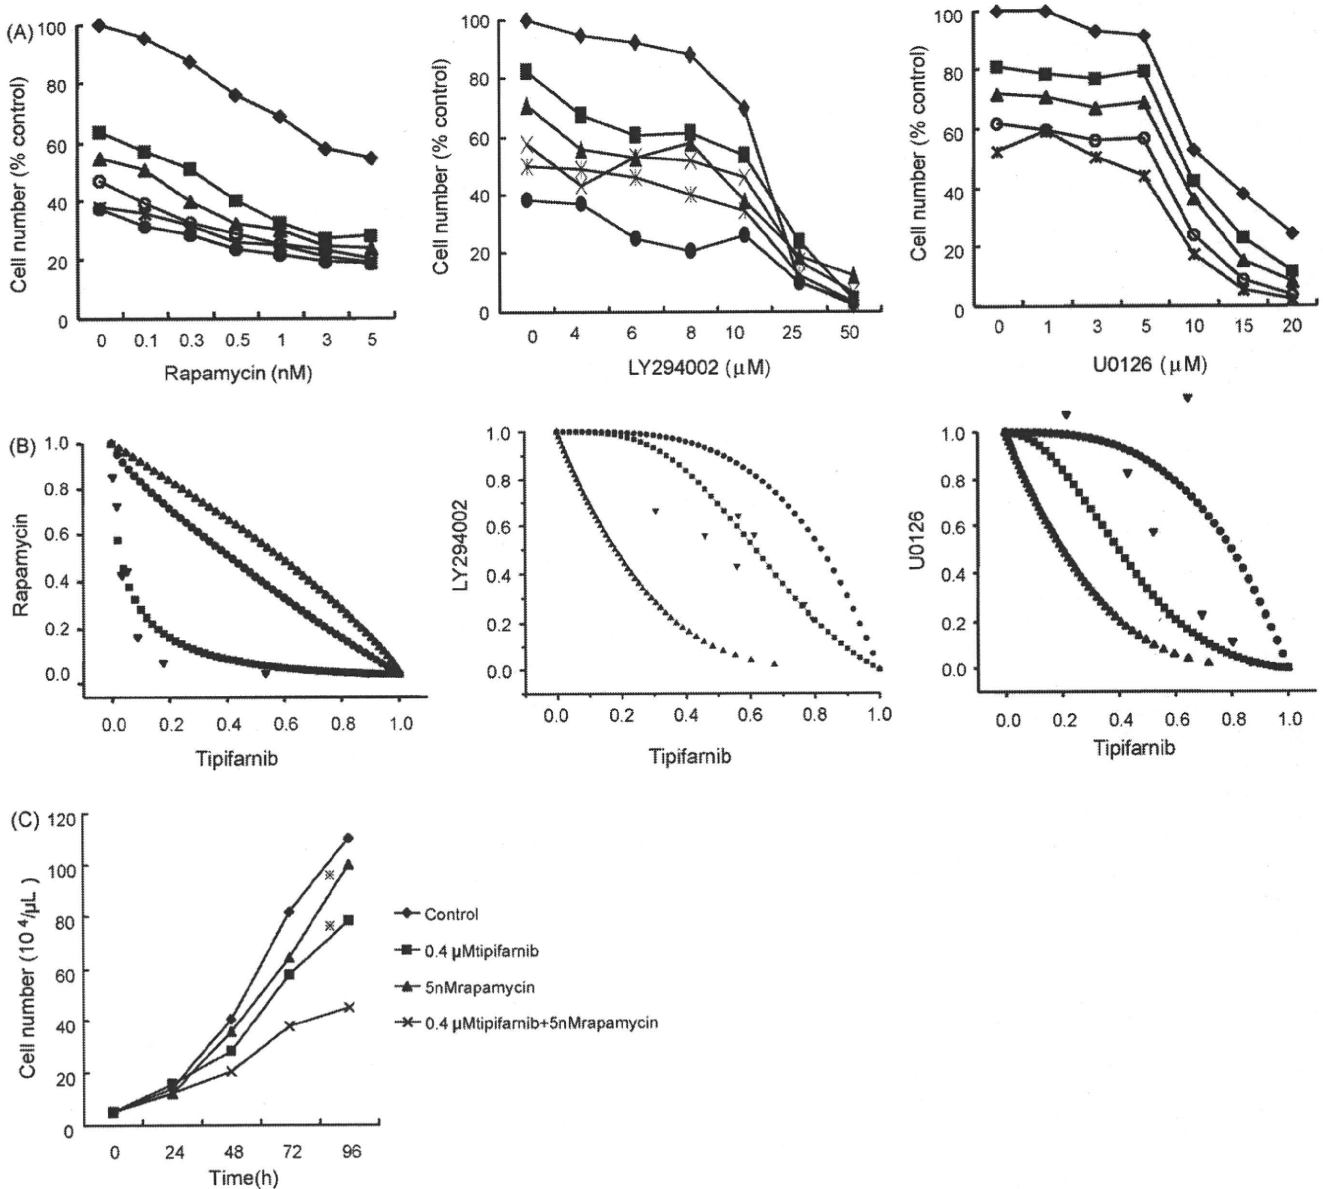 (A)
Cell number (% control)
100
80
60
40
20
0
0 0.1 0.3 0.5 1 3 5
Rapamycin (nM)
Cell number (% control)
100
80
60
40
20
0
0 4 6 8 10 25 50
LY294002 (µM)
Cell number (% control)
100
80
60
40
20
0
0 1 3 5 10 15 20
U0126 (µM)
(B)
Rapamycin
1.0
0.8
0.6
0.4
0.2
0.0
0.0 0.2 0.4 0.6 0.8 1.0
Tipifarnib
LY294002
1.0
0.8
0.6
0.4
0.2
0.0
0.0 0.2 0.4 0.6 0.8 1.0
Tipifarnib
U0126
1.0
0.8
0.6
0.4
0.2
0.0
0.0 0.2 0.4 0.6 0.8 1.0
Tipifarnib
(C)
Cell number (10 4/µL )
120
100
80
60
40
20
0
0 24 48 72 96
Time(h)
Control
0.4 µMtipifarnib
5nMrapamycin
0.4 µMtipifarnib+5nMrapamycin